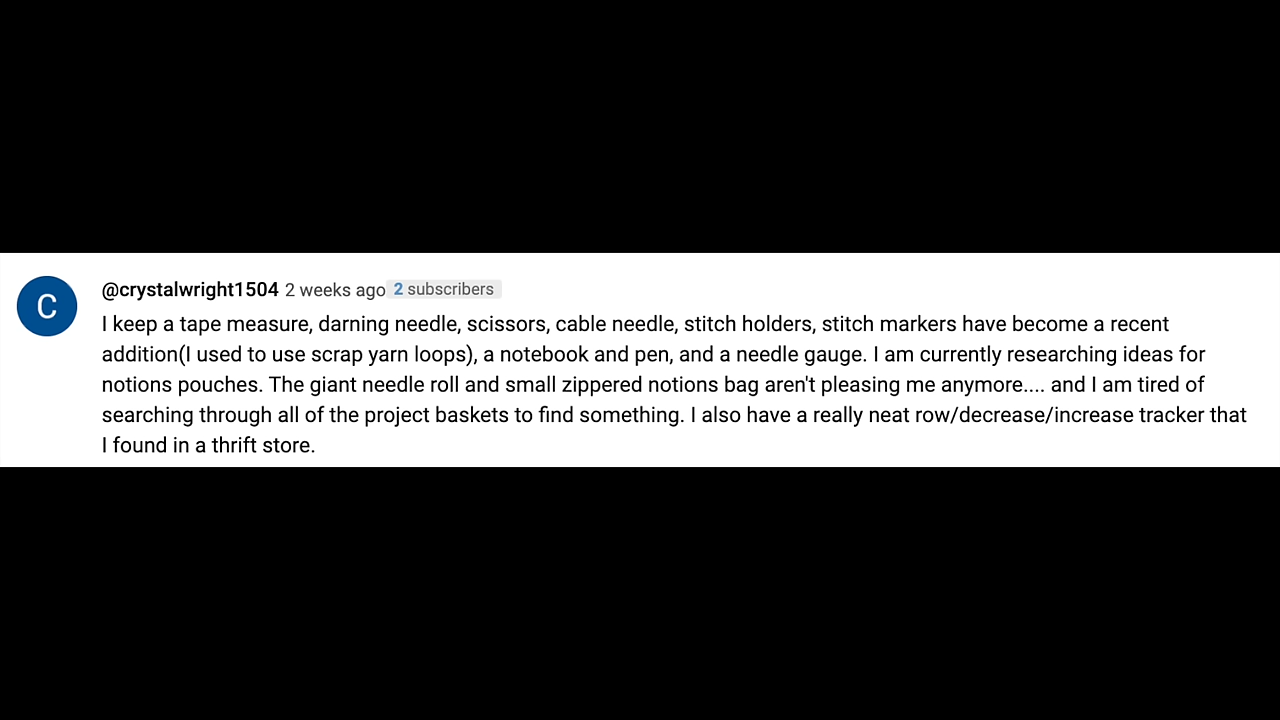 C
@crystalwright1504 2 weeks ago 2 subscribers
I keep a tape measure, darning needle, scissors, cable needle, stitch holders, stitch markers have become a recent
addition(I used to use scrap yarn loops), a notebook and pen, and a needle gauge. I am currently researching ideas for
notions pouches. The giant needle roll and small zippered notions bag aren't pleasing me anymore.... and I am tired of
searching through all of the project baskets to find something. I also have a really neat row/decrease/increase tracker that
I found in a thrift store.